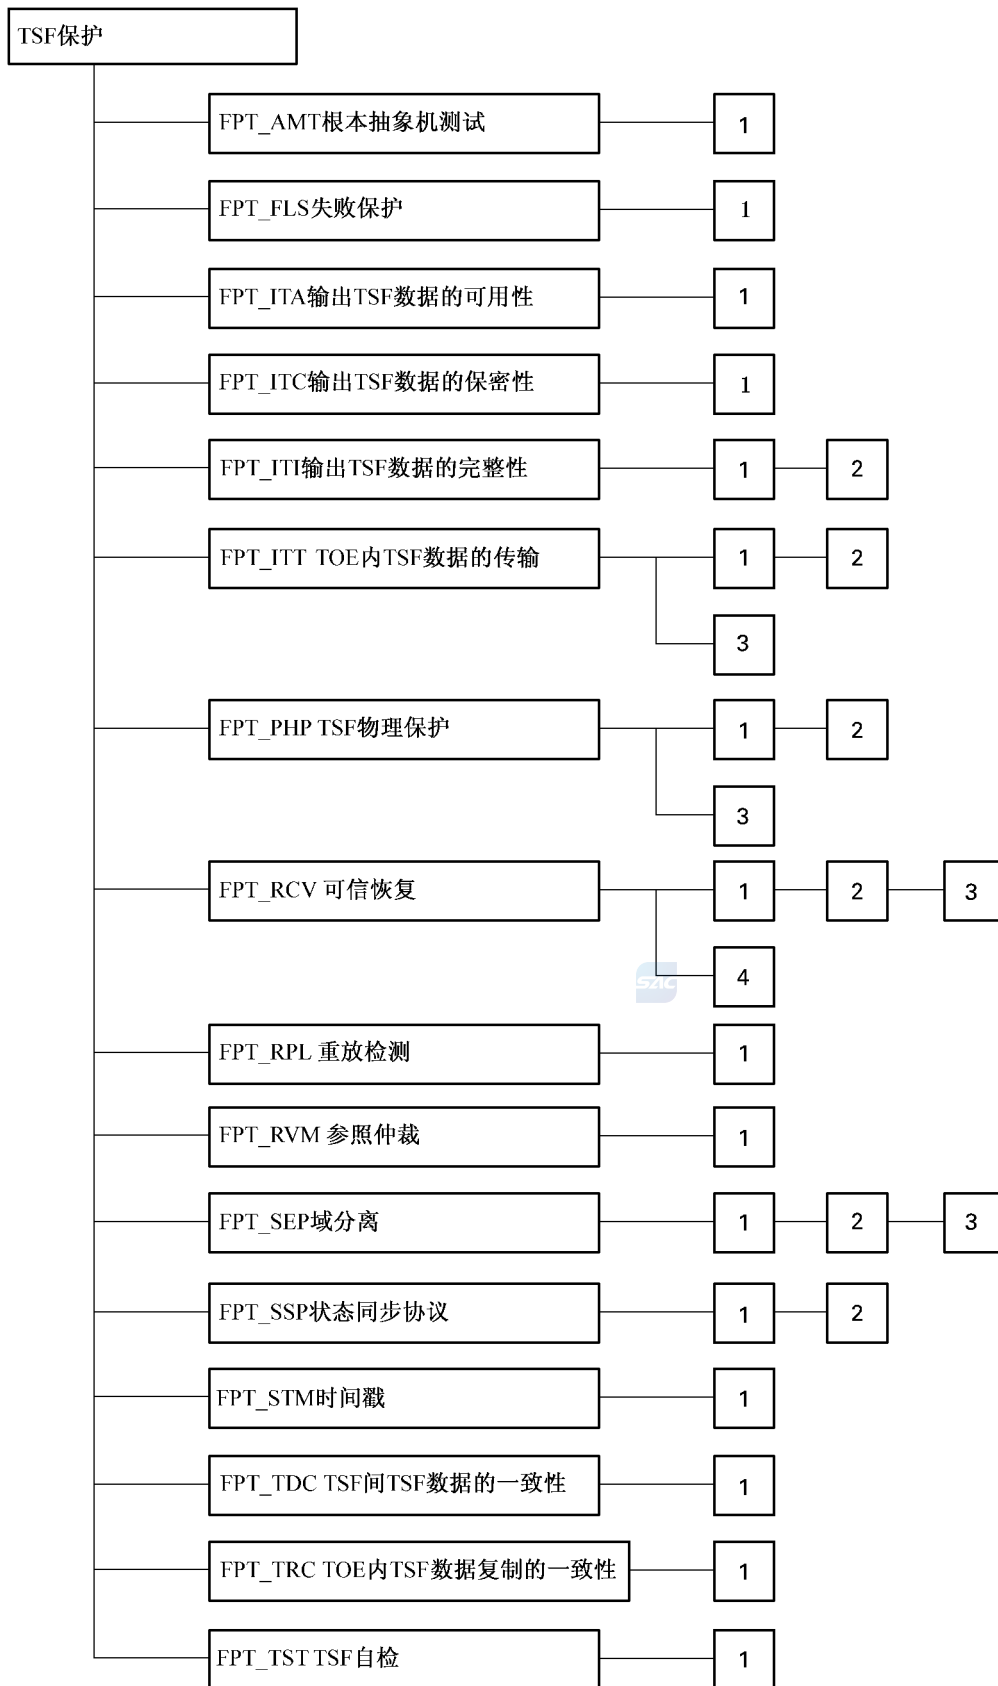 TSF保护
FPT_AMT根本抽象机测试 1
FPT_FLS失败保护 1
FPT_ITA输出TSF数据的可用性 1
FPT_ITC输出TSF数据的保密性 1
FPT_ITI输出TSF数据的完整性 1 2
FPT_ITT TOE内TSF数据的传输 1 2
3
FPT_PHP TSF物理保护 1 2
3
FPT_RCV 可信恢复 1 2 3
4
SAC
FPT_RPL 重放检测 1
FPT_RVM 参照仲裁 1
FPT_SEP域分离 1 2 3
FPT_SSP状态同步协议 1 2
FPT_STM时间戳 1
FPT_TDC TSF间TSF数据的一致性 1
FPT_TRC TOE内TSF数据复制的一致性 1
FPT_TST TSF自检 1